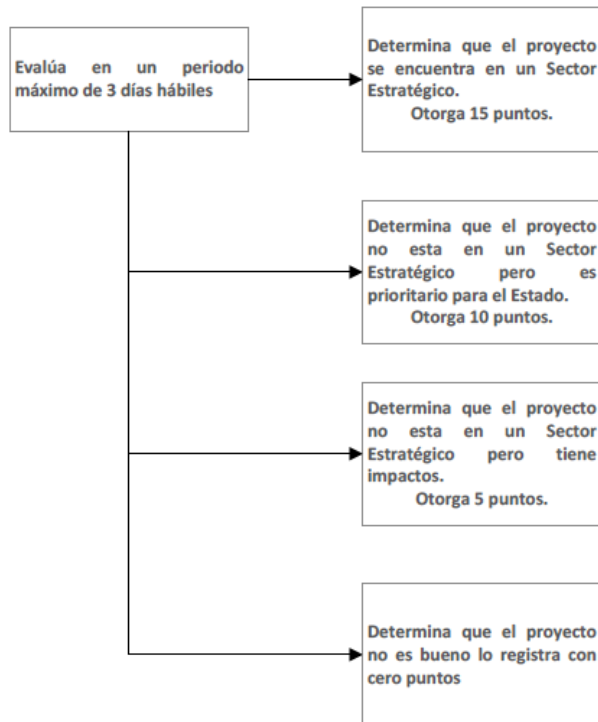 Evalúa en un periodo
máximo de 3 días hábiles
Determina que el proyecto
se encuentra en un Sector
Estratégico.
Otorga 15 puntos.
Determina que el proyecto
no esta en un Sector
Estratégico pero es
prioritario para el Estado.
Otorga 10 puntos.
Determina que el proyecto
no esta en un Sector
Estratégico pero tiene
impactos.
Otorga 5 puntos.
Determina que el proyecto
no es bueno lo registra con
cero puntos